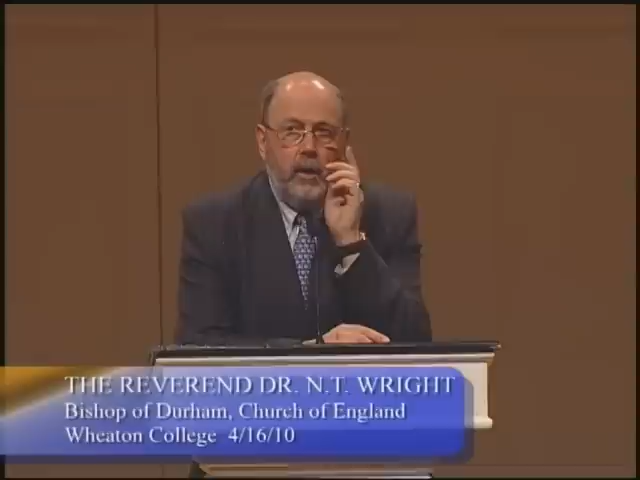 THE REVEREND DR. N.T. WRIGHT
Bishop of Durham, Church of England
Wheaton College 4/16/10